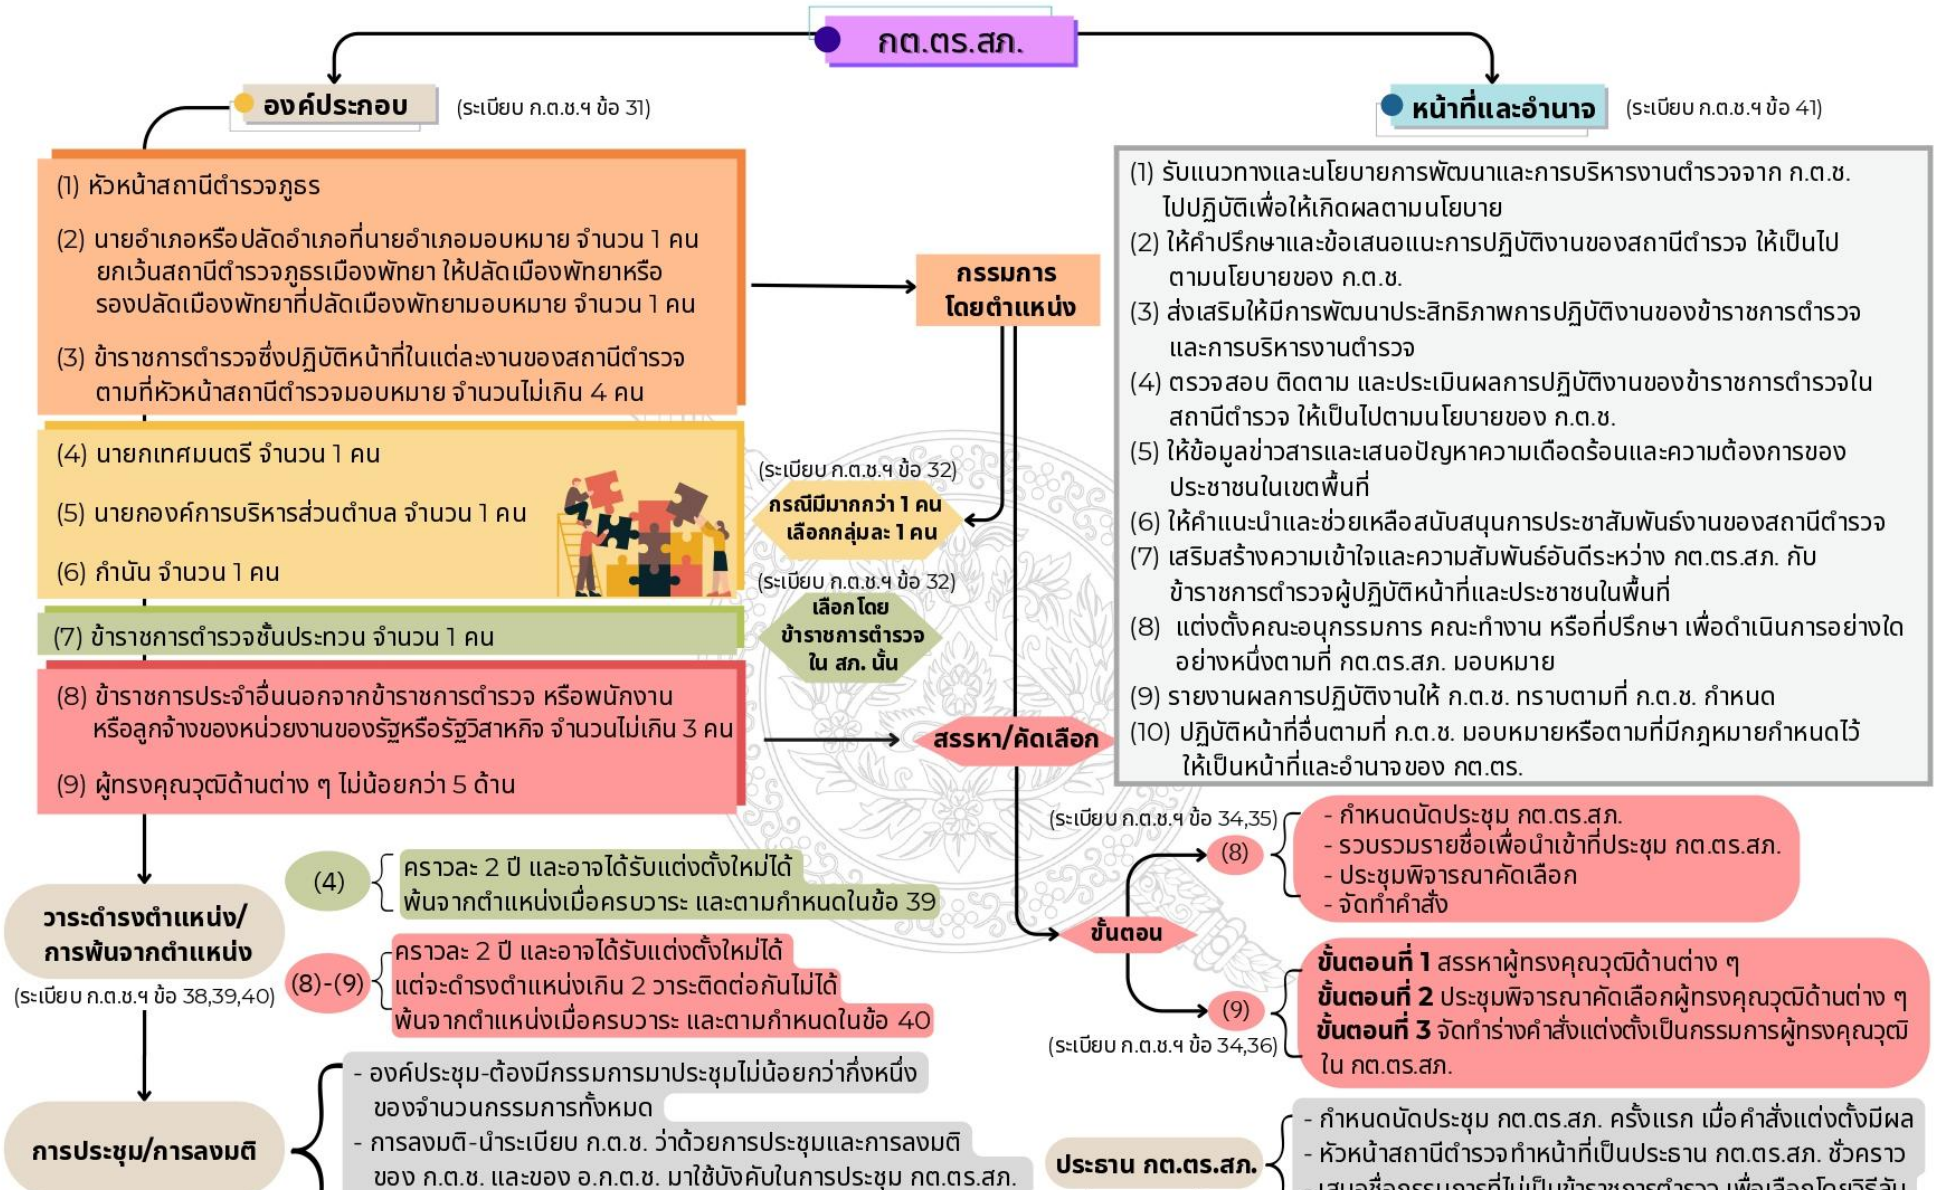 กต.ตร.สภ.
องค์ประกอบ
(ระเบียบ ก.ต.ช.ฯ ข้อ 31)
(1) หัวหน้าสถานีตำรวจภูธร
(2) นายอำเภอหรือปลัดอำเภอที่นายอำเภอมอบหมาย จำนวน 1 คน
ยกเว้นสถานีตำรวจภูธรเมืองพัทยา ให้ปลัดเมืองพัทยาหรือ
รองปลัดเมืองพัทยาที่ปลัดเมืองพัทยามอบหมาย จำนวน 1 คน
(3) ข้าราชการตำรวจซึ่งปฏิบัติหน้าที่ในแต่ละงานของสถานีตำรวจ
ตามที่หัวหน้าสถานีตำรวจมอบหมาย จำนวนไม่เกิน 4 คน
กรรมการ
โดยตำแหน่ง
(4) นายกเทศมนตรี จำนวน 1 คน
(5) นายกองค์การบริหารส่วนตำบล จำนวน 1 คน
(6) กำนัน จำนวน 1 คน
(ระเบียบ ก.ต.ช.ฯ ข้อ 32)
กรณีมีมากกว่า 1 คน
เลือกกลุ่มละ 1 คน
(7) ข้าราชการตำรวจชั้นประทวน จำนวน 1 คน
(ระเบียบ ก.ต.ช.ฯ ข้อ 32)
เลือกโดย
ข้าราชการตำรวจ
ใน สภ. นั้น
(8) ข้าราชการประจำอื่นนอกจากข้าราชการตำรวจ หรือพนักงาน
หรือลูกจ้างของหน่วยงานของรัฐหรือรัฐวิสาหกิจ จำนวนไม่เกิน 3 คน
(9) ผู้ทรงคุณวุฒิด้านต่าง ๆ ไม่น้อยกว่า 5 ด้าน
สรรหา/คัดเลือก
หน้าที่และอำนาจ
(ระเบียบ ก.ต.ช.ฯ ข้อ 41)
(1) รับแนวทางและนโยบายการพัฒนาและการบริหารงานตำรวจจาก ก.ต.ช.
ไปปฏิบัติเพื่อให้เกิดผลตามนโยบาย
(2) ให้คำปรึกษาและข้อเสนอแนะการปฏิบัติงานของสถานีตำรวจ ให้เป็นไป
ตามนโยบายของ ก.ต.ช.
(3) ส่งเสริมให้มีการพัฒนาประสิทธิภาพการปฏิบัติงานของข้าราชการตำรวจ
และการบริหารงานตำรวจ
(4) ตรวจสอบ ติดตาม และประเมินผลการปฏิบัติงานของข้าราชการตำรวจใน
สถานีตำรวจ ให้เป็นไปตามนโยบายของ ก.ต.ช.
(5) ให้ข้อมูลข่าวสารและเสนอปัญหาความเดือดร้อนและความต้องการของ
ประชาชนในเขตพื้นที่
(6) ให้คำแนะนำและช่วยเหลือสนับสนุนการประชาสัมพันธ์งานของสถานีตำรวจ
(7) เสริมสร้างความเข้าใจและความสัมพันธ์อันดีระหว่าง กต.ตร.สภ. กับ
ข้าราชการตำรวจผู้ปฏิบัติหน้าที่และประชาชนในพื้นที่
(8) แต่งตั้งคณะอนุกรรมการ คณะทำงาน หรือที่ปรึกษา เพื่อดำเนินการอย่างใด
อย่างหนึ่งตามที่ กต.ตร.สภ. มอบหมาย
(9) รายงานผลการปฏิบัติงานให้ ก.ต.ช. ทราบตามที่ ก.ต.ช. กำหนด
(10) ปฏิบัติหน้าที่อื่นตามที่ ก.ต.ช. มอบหมายหรือตามที่มีกฎหมายกำหนดไว้
ให้เป็นหน้าที่และอำนาจของ กต.ตร.
วาระดำรงตำแหน่ง/
การพ้นจากตำแหน่ง
(ระเบียบ ก.ต.ช.ฯ ข้อ 38,39,40)
(4)
คราวละ 2 ปี และอาจได้รับแต่งตั้งใหม่ได้
พ้นจากตำแหน่งเมื่อครบวาระ และตามกำหนดในข้อ 39
(8)-(9)
คราวละ 2 ปี และอาจได้รับแต่งตั้งใหม่ได้
แต่จะดำรงตำแหน่งเกิน 2 วาระติดต่อกันไม่ได้
พ้นจากตำแหน่งเมื่อครบวาระ และตามกำหนดในข้อ 40
ขั้นตอน
(ระเบียบ ก.ต.ช.ฯ ข้อ 34,35)
(8)
- กำหนดนัดประชุม กต.ตร.สภ.
- รวบรวมรายชื่อเพื่อนำเข้าที่ประชุม กต.ตร.สภ.
- ประชุมพิจารณาคัดเลือก
- จัดทำคำสั่ง
(9)
(ระเบียบ ก.ต.ช.ฯ ข้อ 34,36)
ขั้นตอนที่ 1 สรรหาผู้ทรงคุณวุฒิด้านต่าง ๆ
ขั้นตอนที่ 2 ประชุมพิจารณาคัดเลือกผู้ทรงคุณวุฒิด้านต่าง ๆ
ขั้นตอนที่ 3 จัดทำร่างคำสั่งแต่งตั้งเป็นกรรมการผู้ทรงคุณวุฒิ
ใน กต.ตร.สภ.
การประชุม/การลงมติ
- องค์ประชุม-ต้องมีกรรมการมาประชุมไม่น้อยกว่ากึ่งหนึ่ง
ของจำนวนกรรมการทั้งหมด
- การลงมติ-นำระเบียบ ก.ต.ช. ว่าด้วยการประชุมและการลงมติ
ของ ก.ต.ช. และของ อ.ก.ต.ช. มาใช้บังคับในการประชุม กต.ตร.สภ.
ประธาน กต.ตร.สภ.
- กำหนดนัดประชุม กต.ตร.สภ. ครั้งแรก เมื่อคำสั่งแต่งตั้งมีผล
- หัวหน้าสถานีตำรวจทำหน้าที่เป็นประธาน กต.ตร.สภ. ชั่วคราว
- เสนอชื่อกรรมการที่ไม่เป็นข้าราชการตำรวจ เพื่อเลือกโดยวิธีลับ